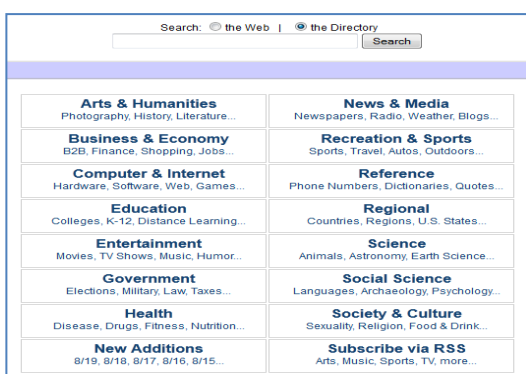 Search: the Web | the Directory
Search
Arts & Humanities
Photography, History, Literature...
News & Media
Newspapers, Radio, Weather, Blogs...
Business & Economy
B2B, Finance, Shopping, Jobs...
Recreation & Sports
Sports, Travel, Autos, Outdoors...
Computer & Internet
Hardware, Software, Web, Games...
Reference
Phone Numbers, Dictionaries, Quotes...
Education
Colleges, K-12, Distance Learning...
Regional
Countries, Regions, U.S. States...
Entertainment
Movies, TV Shows, Music, Humor...
Science
Animals, Astronomy, Earth Science...
Government
Elections, Military, Law, Taxes...
Social Science
Languages, Archaeology, Psychology...
Health
Disease, Drugs, Fitness, Nutrition...
Society & Culture
Sexuality, Religion, Food & Drink...
New Additions
8/19, 8/18, 8/17, 8/16, 8/15...
Subscribe via RSS
Arts, Music, Sports, TV, more...